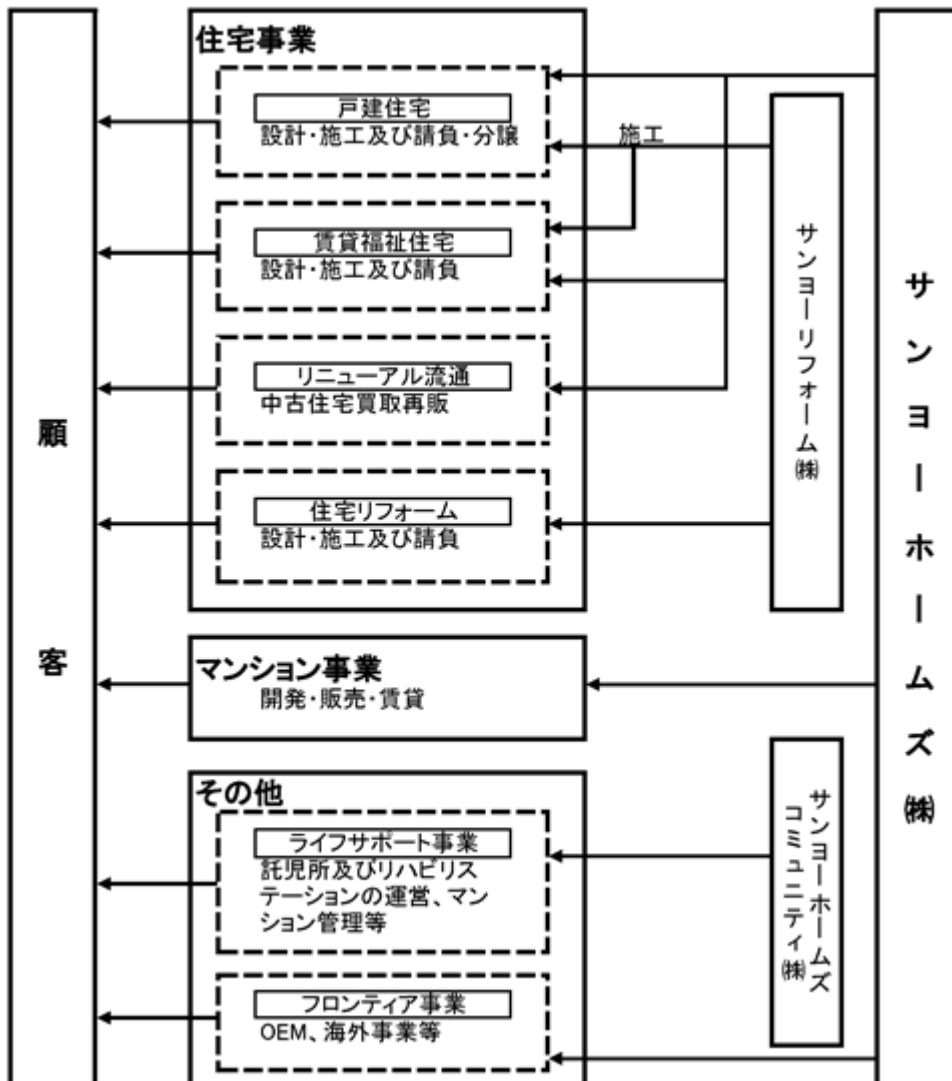 住宅事業
戸建住宅
設計・施工及び請負・分譲
施工
賃貸福祉住宅
設計・施工及び請負
リニューアル流通
中古住宅買取再販
住宅リフォーム
設計・施工及び請負
マンション事業
開発・販売・賃貸
その他
ライフサポート事業
託児所及びリハビリス
テーションの運営、マン
ション管理等
フロンティア事業
OEM、海外事業等
顧客
サンヨーリフォーム㈱
サンヨーホームズ
コミュニティ㈱
サンヨーホームズ㈱